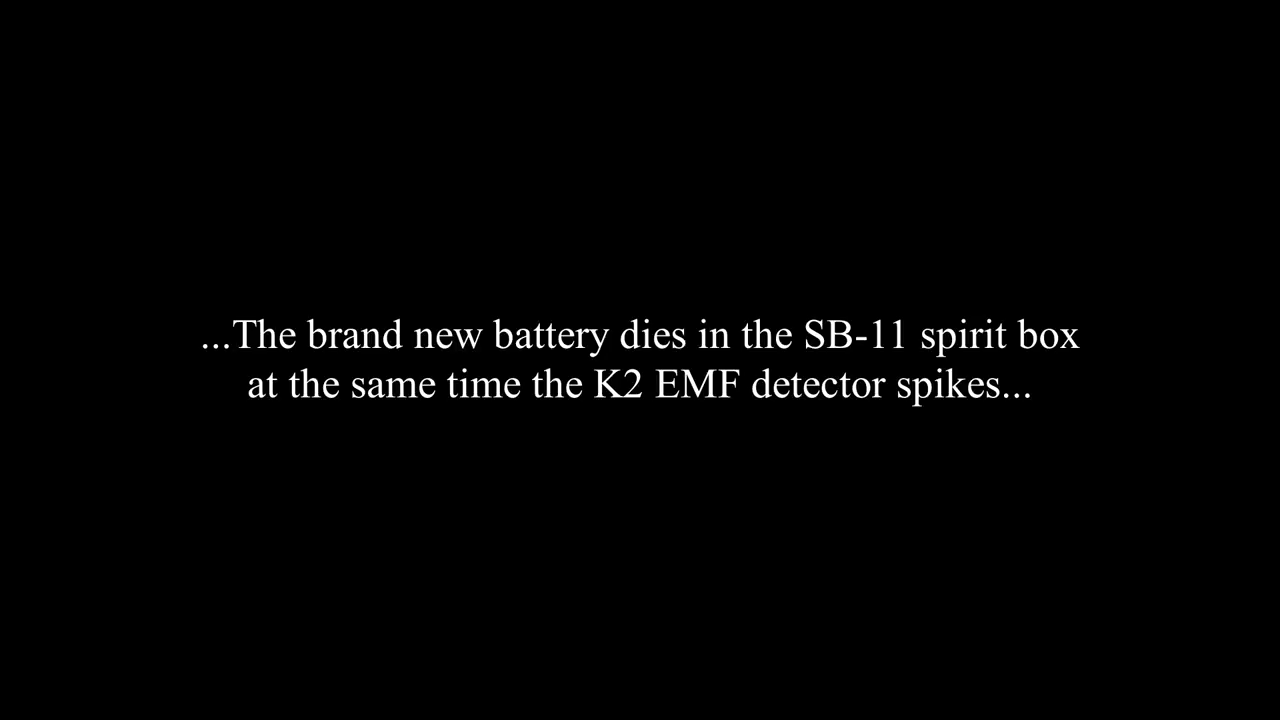 ...The brand new battery dies in the SB-11 spirit box
at the same time the K2 EMF detector spikes...